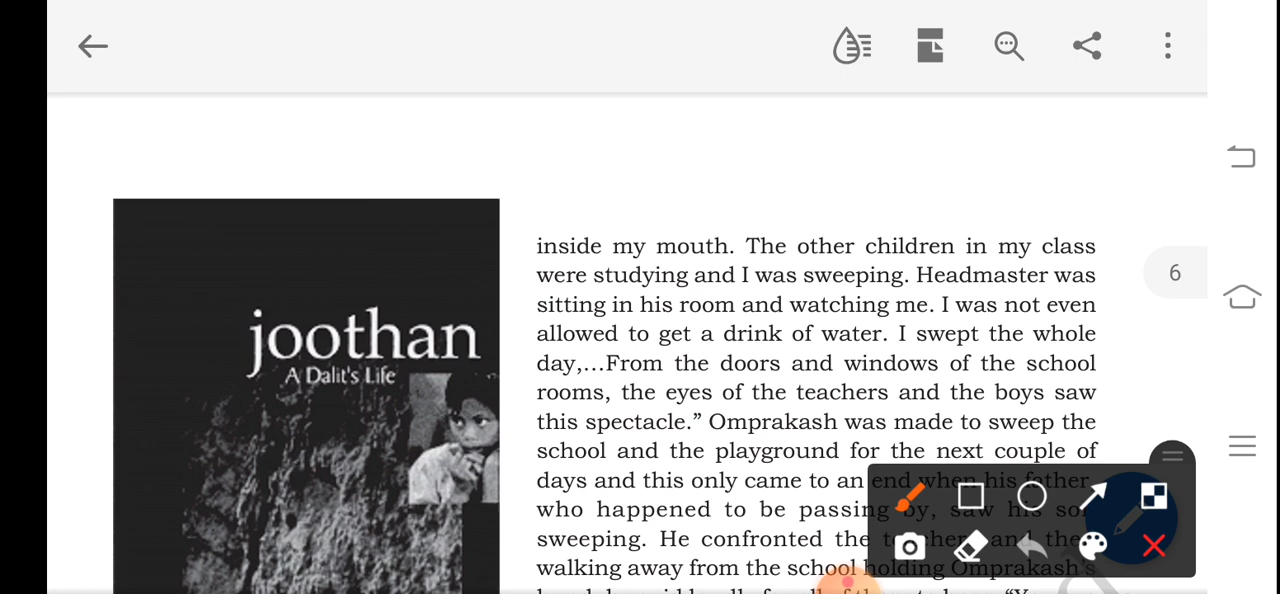 6
joothan
A Dalit's Life
inside my mouth. The other children in my class
were studying and I was sweeping. Headmaster was
sitting in his room and watching me. I was not even
allowed to get a drink of water. I swept the whole
day,...From the doors and windows of the school
rooms, the eyes of the teachers and the boys saw
this spectacle.” Omprakash was made to sweep the
school and the playground for the next couple of
days and this only came to an end when his father,
who happened to be passing by, saw his son
sweeping. He confronted the teacher and then
walking away from the school holding Omprakash's